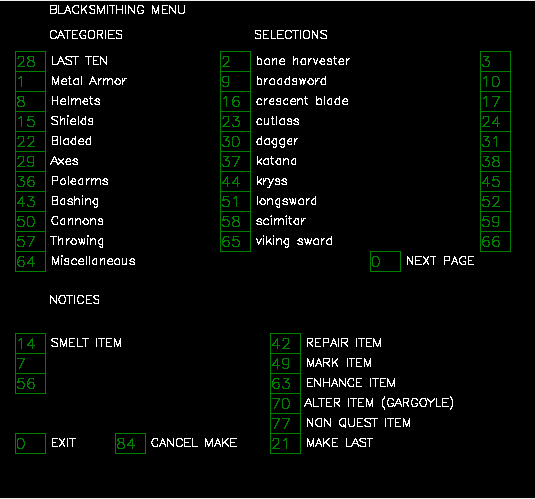 BLACKSMITHING MENU
CATEGORIES SELECTIONS
28 LAST TEN 2 bone harvester 3
1 Metal Armor 9 broadsword 10
8 Helmets 16 crescent blade 17
15 Shields 23 cutlass 24
22 Bladed 30 dagger 31
29 Axes 37 katana 38
36 Polearms 44 kryss 45
43 Bashing 51 longsword 52
50 Cannons 58 scimitar 59
57 Throwing 65 viking sword 66
64 Miscellaneous 0 NEXT PAGE
NOTICES
14 SMELT ITEM 42 REPAIR ITEM
7 49 MARK ITEM
56 63 ENHANCE ITEM
70 ALTER ITEM (GARGOYLE)
77 NON QUEST ITEM
0 EXIT 84 CANCEL MAKE 21 MAKE LAST